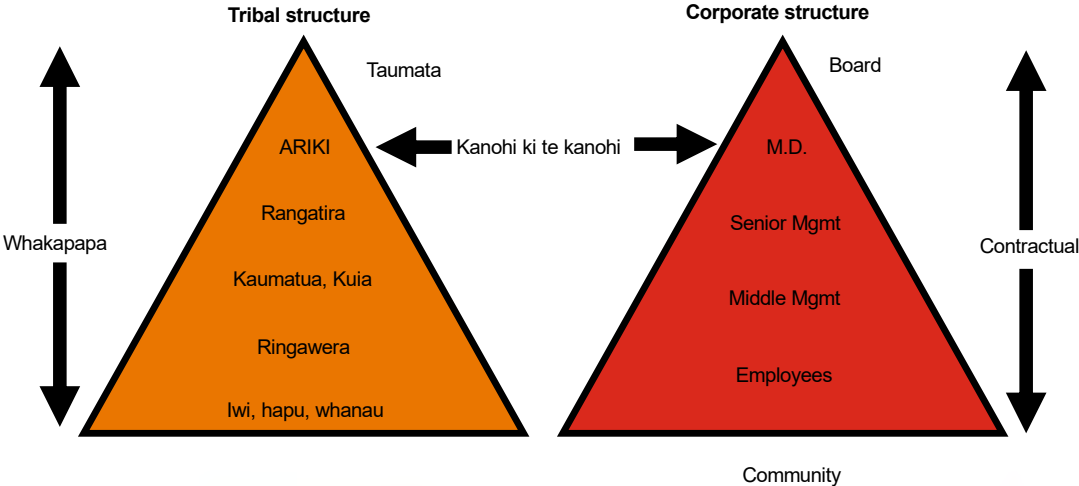 Tribal structure
Corporate structure
Taumata
Board
ARIKI
Kanohi ki te kanohi
M.D.
Rangatira
Senior Mgmt
Whakapapa
Contractual
Kaumatua, Kuia
Middle Mgmt
Ringawera
Employees
Iwi, hapu, whanau
Community